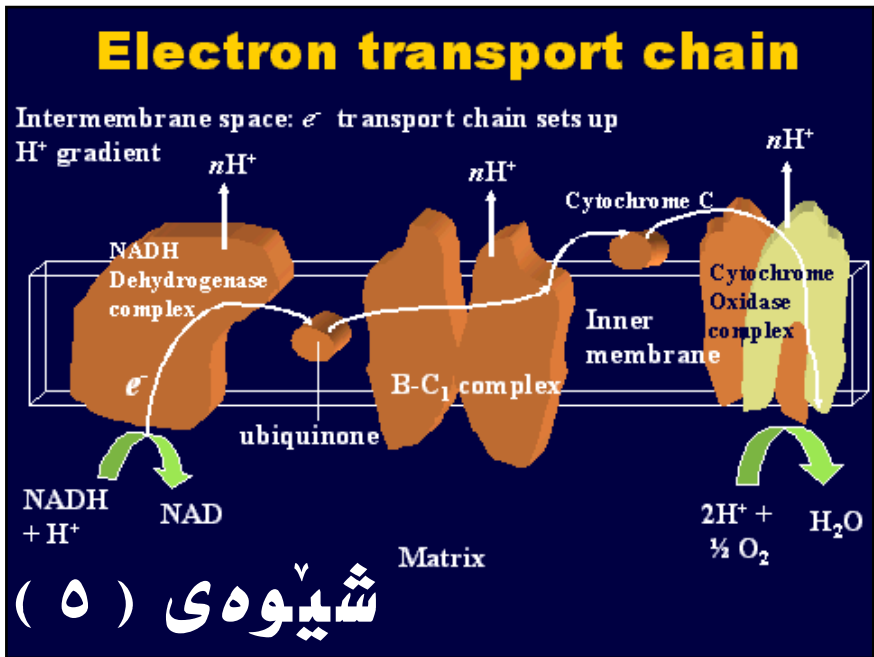 Electron transport chain
Intermembrane space: e⁻ transport chain sets up
H⁺ gradient
nH⁺
nH⁺
nH⁺
Cytochrome C
NADH
Dehydrogenase
complex
Cytochrome
Oxidase
complex
Inner
membrane
e⁻
B-C₁ complex
ubiquinone
NADH
+ H⁺
NAD
2H⁺ +
½ O₂
H₂O
Matrix
شێوەی ( ٥ )